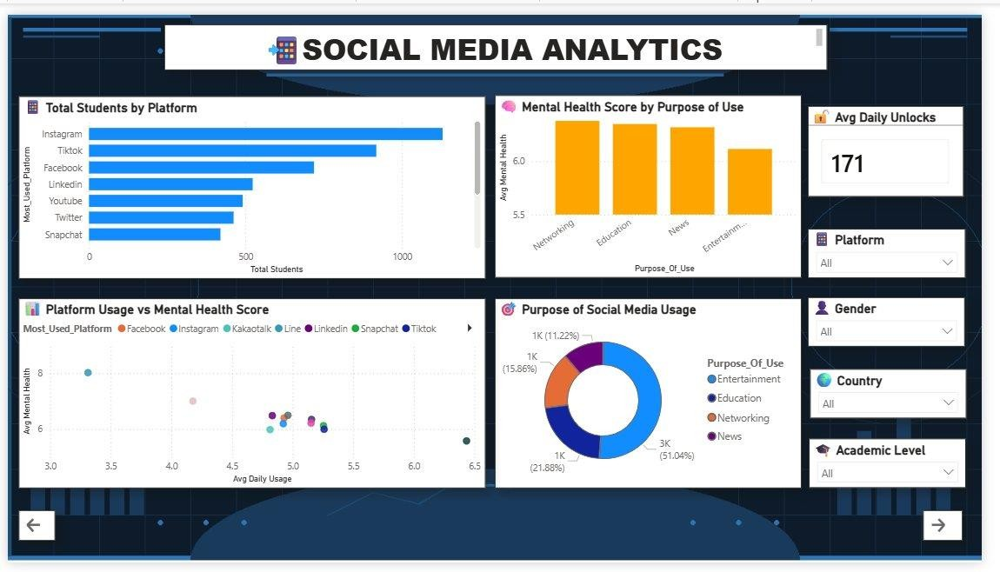 SOCIAL MEDIA ANALYTICS
Total Students by Platform
Most_Used_Platform
Instagram
Tiktok
Facebook
Linkedin
Youtube
Twitter
Snapchat
0 500 1000
Total Students
Mental Health Score by Purpose of Use
Avg Mental Health
6.0
5.5
Networking
Education
News
Entertainm...
Purpose_Of_Use
Avg Daily Unlocks
171
Platform
All
Gender
All
Country
All
Academic Level
All
Platform Usage vs Mental Health Score
Most_Used_Platform Facebook Instagram Kakaotalk Line Linkedin Snapchat Tiktok
Avg Mental Health
8
6
3.0 3.5 4.0 4.5 5.0 5.5 6.0 6.5
Avg Daily Usage
Purpose of Social Media Usage
1K (11.22%)
1K
(15.86%)
1K
(21.88%)
3K
(51.04%)
Purpose_Of_Use
Entertainment
Education
Networking
News